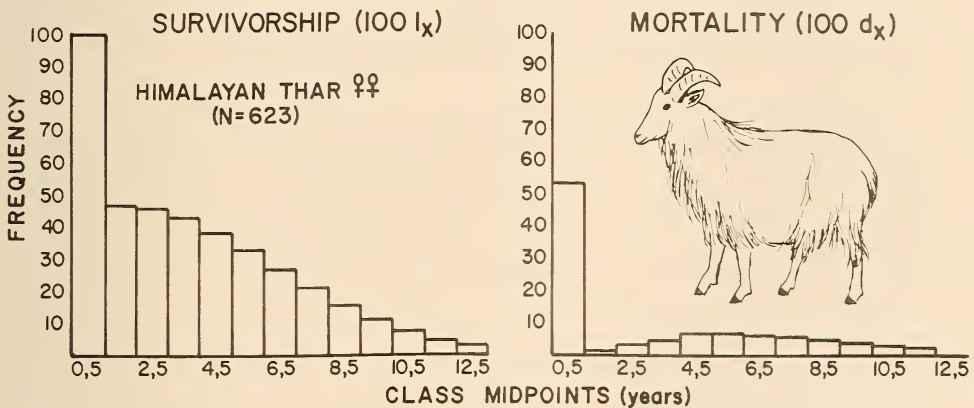 SURVIVORSHIP (100 lx)
FREQUENCY
100
90
80
70
60
50
40
30
20
10
HIMALAYAN THAR ♀♀
(N=623)
0,5 2,5 4,5 6,5 8,5 10,5 12,5
MORTALITY (100 dx)
100
90
80
70
60
50
40
30
20
10
0,5 2,5 4,5 6,5 8,5 10,5 12,5
CLASS MIDPOINTS (years)